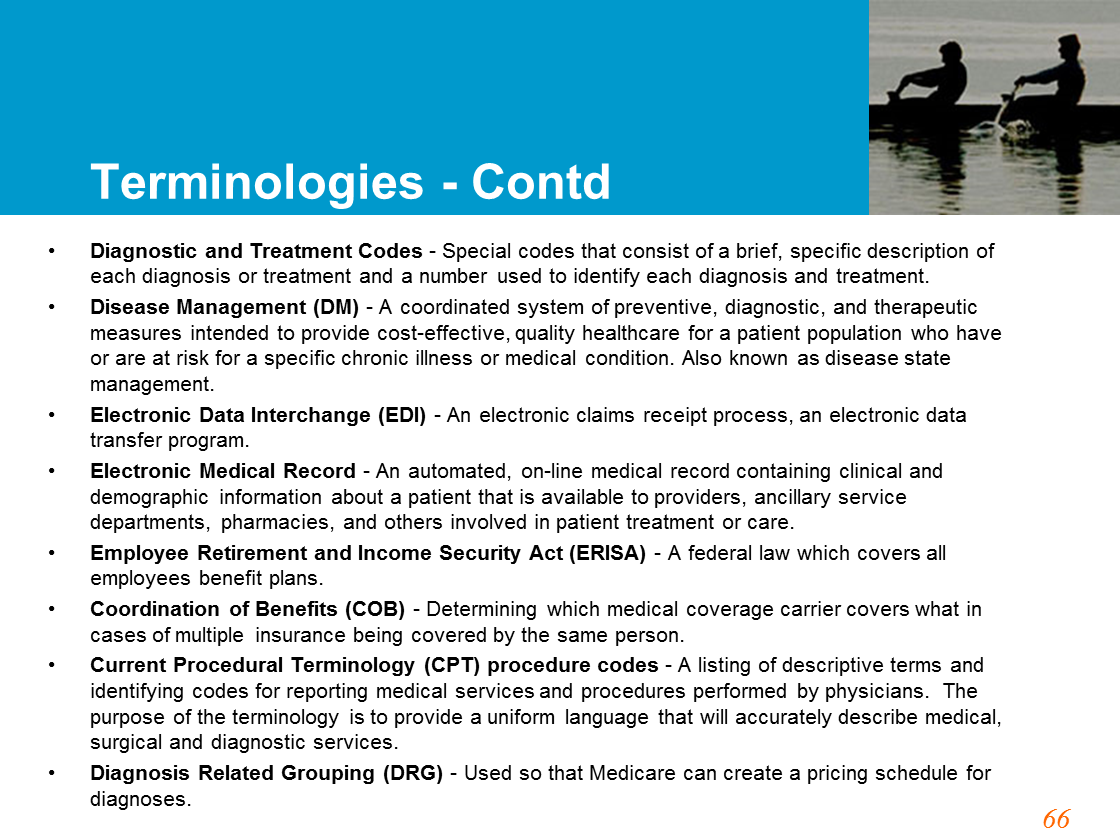 Terminologies - Contd
• Diagnostic and Treatment Codes - Special codes that consist of a brief, specific description of
each diagnosis or treatment and a number used to identify each diagnosis and treatment.
• Disease Management (DM) - A coordinated system of preventive, diagnostic, and therapeutic
measures intended to provide cost-effective, quality healthcare for a patient population who have
or are at risk for a specific chronic illness or medical condition. Also known as disease state
management.
• Electronic Data Interchange (EDI) - An electronic claims receipt process, an electronic data
transfer program.
• Electronic Medical Record - An automated, on-line medical record containing clinical and
demographic information about a patient that is available to providers, ancillary service
departments, pharmacies, and others involved in patient treatment or care.
• Employee Retirement and Income Security Act (ERISA) - A federal law which covers all
employees benefit plans.
• Coordination of Benefits (COB) - Determining which medical coverage carrier covers what in
cases of multiple insurance being covered by the same person.
• Current Procedural Terminology (CPT) procedure codes - A listing of descriptive terms and
identifying codes for reporting medical services and procedures performed by physicians. The
purpose of the terminology is to provide a uniform language that will accurately describe medical,
surgical and diagnostic services.
• Diagnosis Related Grouping (DRG) - Used so that Medicare can create a pricing schedule for
diagnoses.
66